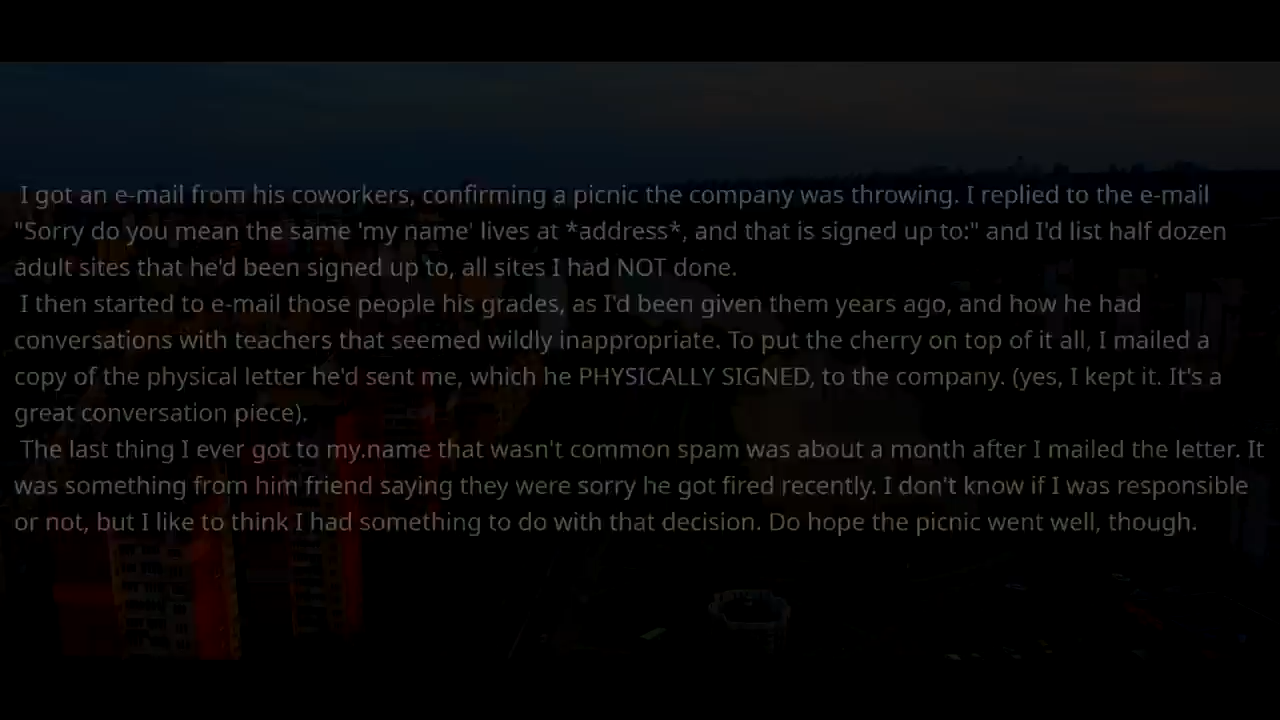 I got an e-mail from his coworkers, confirming a picnic the company was throwing. I replied to the e-mail
"Sorry do you mean the same 'my name' lives at *address*, and that is signed up to:" and I'd list half dozen
adult sites that he'd been signed up to, all sites I had NOT done.
I then started to e-mail those people his grades, as I'd been given them years ago, and how he had
conversations with teachers that seemed wildly inappropriate. To put the cherry on top of it all, I mailed a
copy of the physical letter he'd sent me, which he PHYSICALLY SIGNED, to the company. (yes, I kept it. It's a
great conversation piece).
The last thing I ever got to my.name that wasn't common spam was about a month after I mailed the letter. It
was something from him friend saying they were sorry he got fired recently. I don't know if I was responsible
or not, but I like to think I had something to do with that decision. Do hope the picnic went well, though.